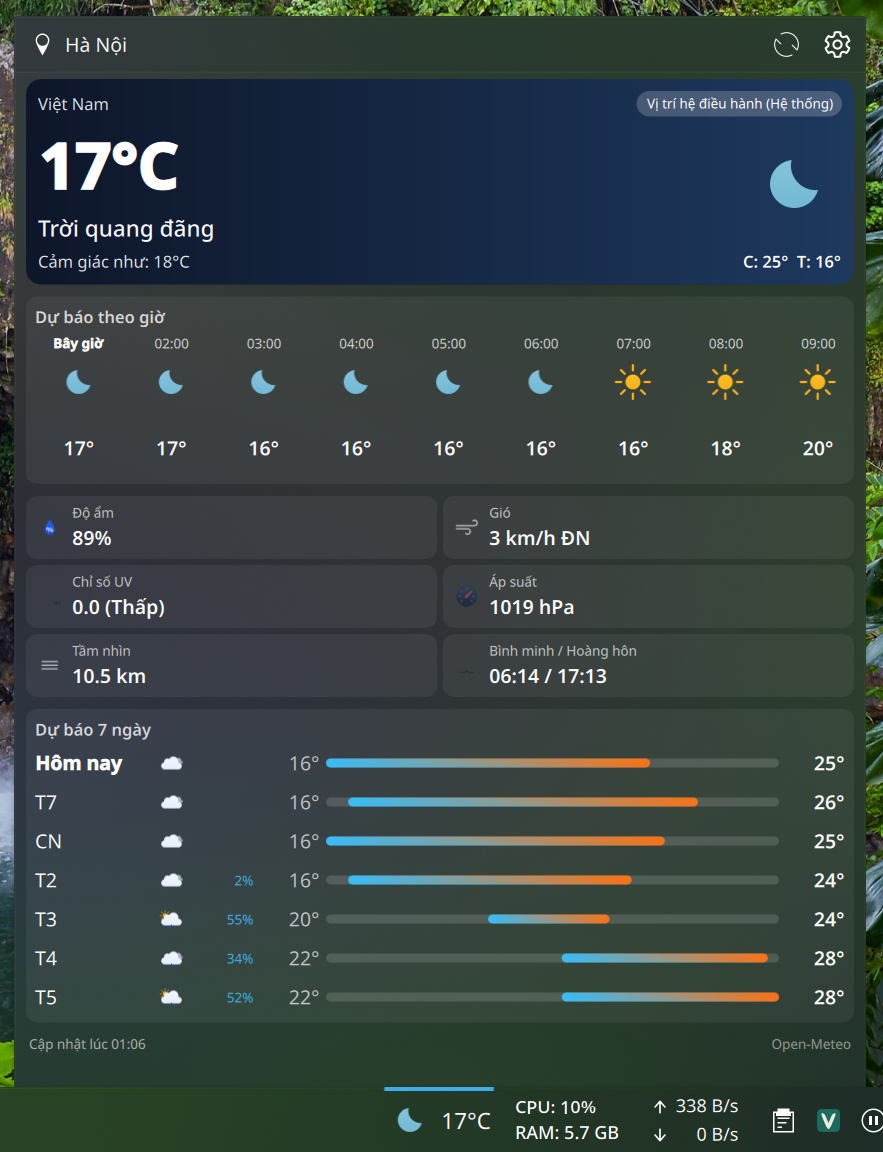 Hà Nội
Việt Nam
Vị trí hệ điều hành (Hệ thống)
17°C
Trời quang đãng
Cảm giác như: 18°C
C: 25° T: 16°
Dự báo theo giờ
Bây giờ 02:00 03:00 04:00 05:00 06:00 07:00 08:00 09:00
17° 17° 16° 16° 16° 16° 16° 18° 20°
Độ ẩm
89%
Gió
3 km/h ĐN
Chỉ số UV
0.0 (Thấp)
Áp suất
1019 hPa
Tầm nhìn
10.5 km
Bình minh / Hoàng hôn
06:14 / 17:13
Dự báo 7 ngày
Hôm nay 16° 25°
T7 16° 26°
CN 16° 25°
T2 2% 16° 24°
T3 55% 20° 24°
T4 34% 22° 28°
T5 52% 22° 28°
Cập nhật lúc 01:06
Open-Meteo
17°C
CPU: 10%
RAM: 5.7 GB
↑ 338 B/s
↓ 0 B/s
V